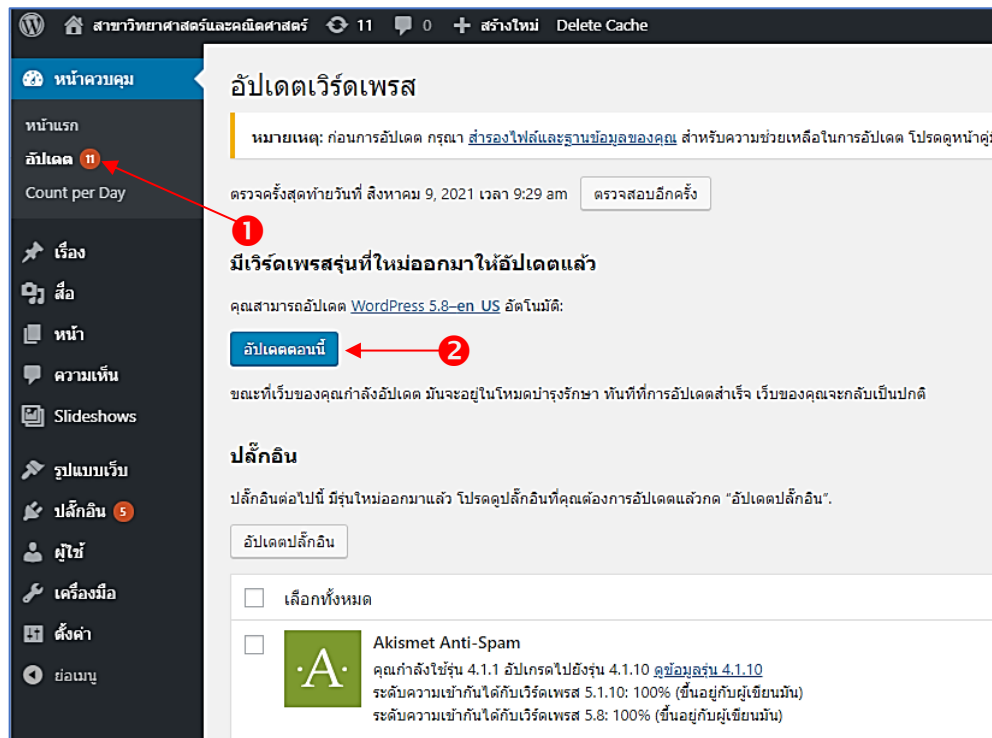 สาขาวิทยาศาสตร์และคณิตศาสตร์ 11 0 + สร้างใหม่ Delete Cache
หน้าควบคุม
หน้าแรก
อัปเดต 11
Count per Day
เรื่อง
สื่อ
หน้า
ความเห็น
Slideshows
รูปแบบเว็บ
ปลั๊กอิน 5
ผู้ใช้
เครื่องมือ
ตั้งค่า
ย่อเมนู
อัปเดตเวิร์ดเพรส
หมายเหตุ: ก่อนการอัปเดต กรุณา สำรองไฟล์และฐานข้อมูลของคุณ สำหรับความช่วยเหลือในการอัปเดต โปรดดูหน้าคู่
ตรวจครั้งสุดท้ายวันที่ สิงหาคม 9, 2021 เวลา 9:29 am ตรวจสอบอีกครั้ง
1
มีเวิร์ดเพรสรุ่นที่ใหม่ออกมาให้อัปเดตแล้ว
คุณสามารถอัปเดต WordPress 5.8–en_US อัตโนมัติ:
อัปเดตตอนนี้ 2
ขณะที่เว็บของคุณกำลังอัปเดต มันจะอยู่ในโหมดบำรุงรักษา ทันทีที่การอัปเดตสำเร็จ เว็บของคุณจะกลับเป็นปกติ
ปลั๊กอิน
ปลั๊กอินต่อไปนี้ มีรุ่นใหม่ออกมาแล้ว โปรดดูปลั๊กอินที่คุณต้องการอัปเดตแล้วกด “อัปเดตปลั๊กอิน”.
อัปเดตปลั๊กอิน
เลือกทั้งหมด
·A·
Akismet Anti-Spam
คุณกำลังใช้รุ่น 4.1.1 อัปเกรดไปยังรุ่น 4.1.10 ดูข้อมูลรุ่น 4.1.10
ระดับความเข้ากันได้กับเวิร์ดเพรส 5.1.10: 100% (ขึ้นอยู่กับผู้เขียนมัน)
ระดับความเข้ากันได้กับเวิร์ดเพรส 5.8: 100% (ขึ้นอยู่กับผู้เขียนมัน)